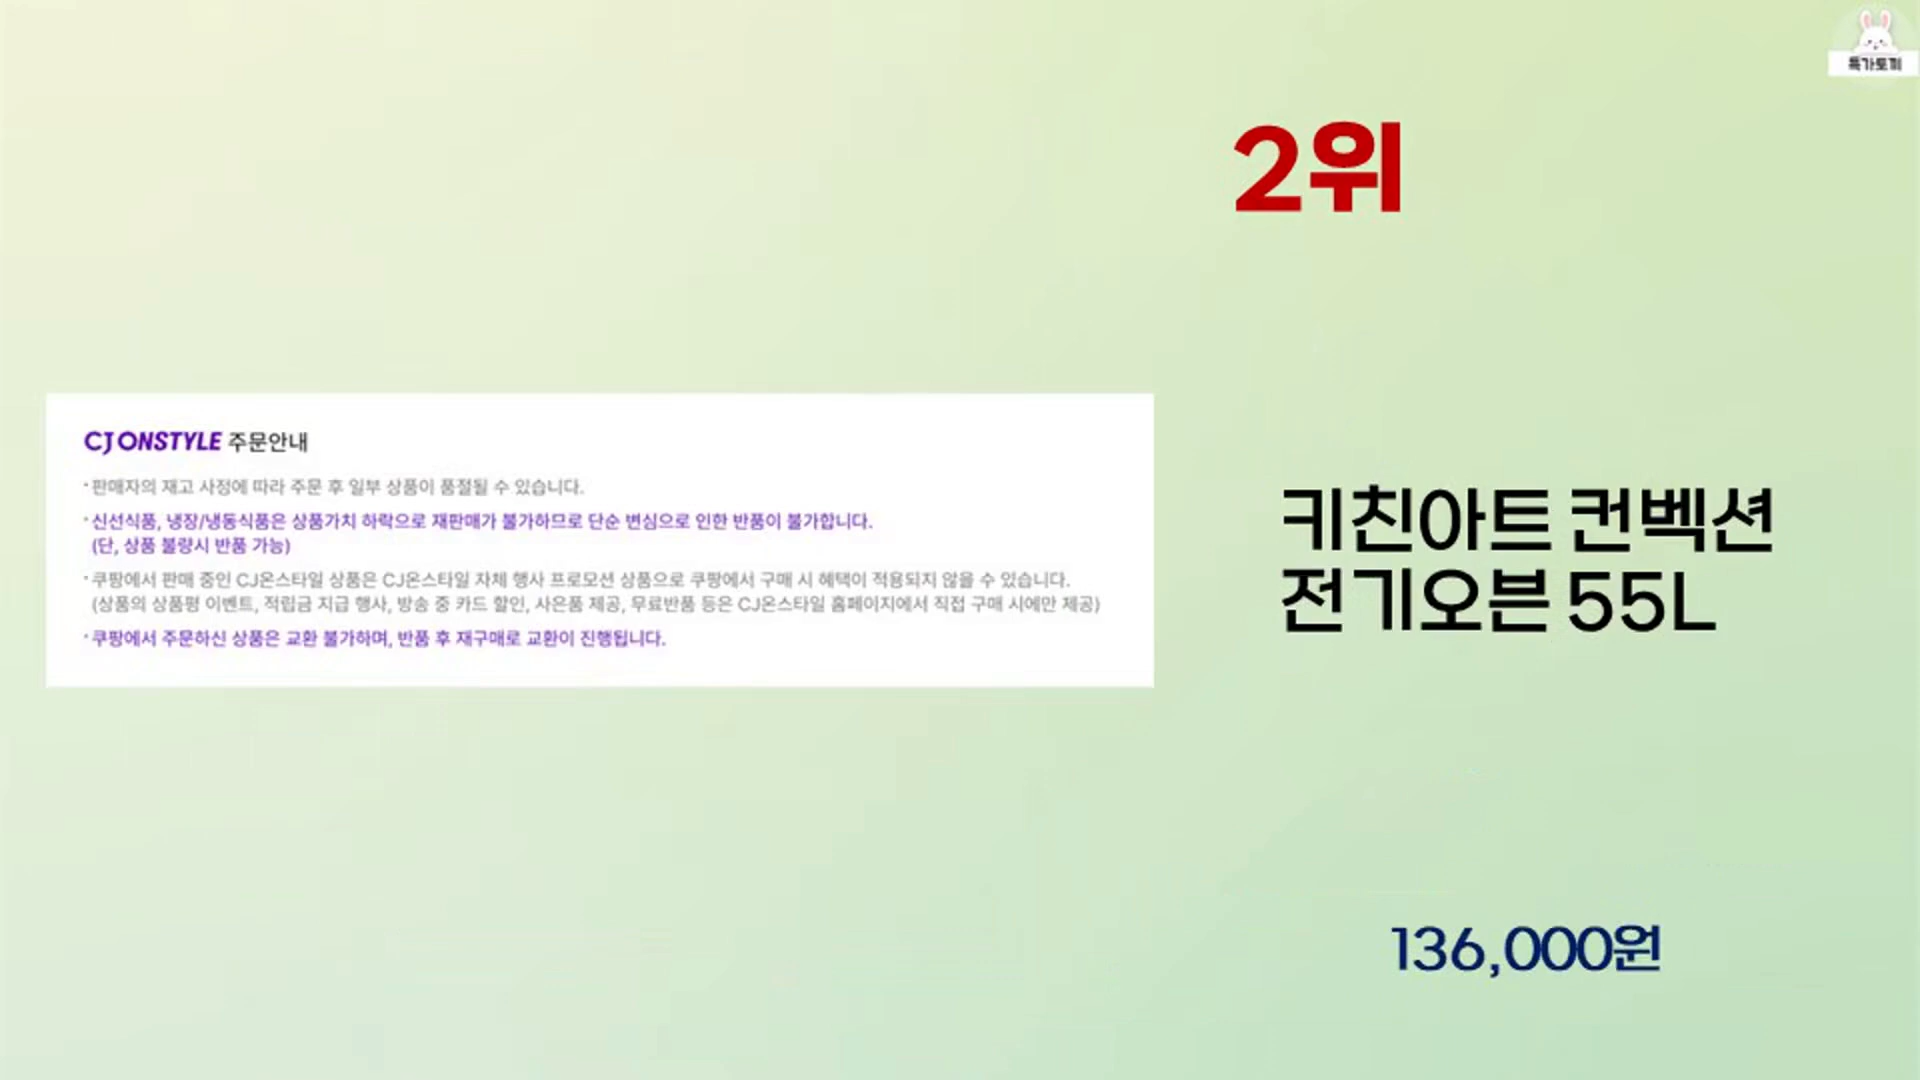 특가토끼
2위
CJ ONSTYLE 주문안내
· 판매자의 재고 사정에 따라 주문 후 일부 상품이 품절될 수 있습니다.
· 신선식품, 냉장/냉동식품은 상품가치 하락으로 재판매가 불가하므로 단순 변심으로 인한 반품이 불가합니다.
(단, 상품 불량시 반품 가능)
· 쿠팡에서 판매 중인 CJ온스타일 상품은 CJ온스타일 자체 행사 프로모션 상품으로 쿠팡에서 구매 시 혜택이 적용되지 않을 수 있습니다.
(상품의 상품평 이벤트, 적립금 지급 행사, 방송 중 카드 할인, 사은품 제공, 무료반품 등은 CJ온스타일 홈페이지에서 직접 구매 시에만 제공)
· 쿠팡에서 주문하신 상품은 교환 불가하며, 반품 후 재구매로 교환이 진행됩니다.
키친아트 컨벡션
전기오븐 55L
136,000원